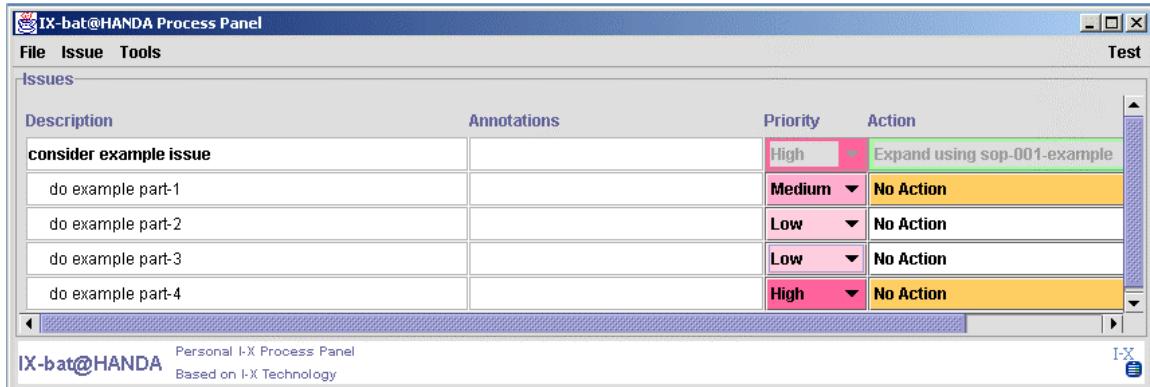 IX-bat@HANDA Process Panel
File Issue Tools Test
Issues
Description Annotations Priority Action
consider example issue High Expand using sop-001-example
do example part-1 Medium No Action
do example part-2 Low No Action
do example part-3 Low No Action
do example part-4 High No Action
IX-bat@HANDA Personal I-X Process Panel I-X
Based on I-X Technology